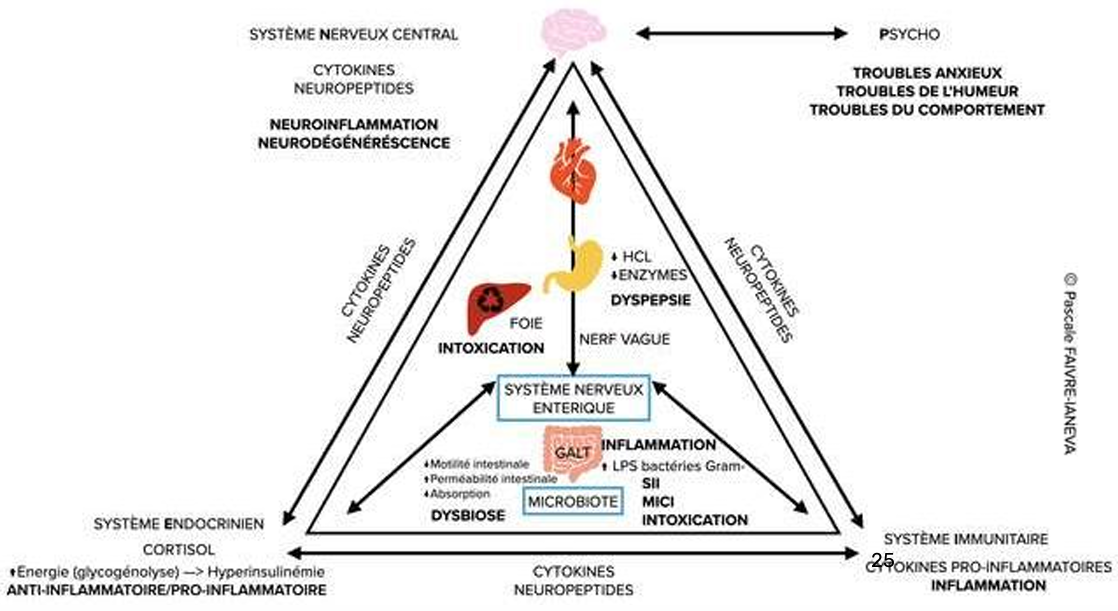 SYSTÈME NERVEUX CENTRAL
CYTOKINES
NEUROPEPTIDES
NEUROINFLAMMATION
NEURODÉGÉNÉRÉSCENCE
PSYCHO
TROUBLES ANXIEUX
TROUBLES DE L'HUMEUR
TROUBLES DU COMPORTEMENT
CYTOKINES
NEUROPEPTIDES
CYTOKINES
NEUROPEPTIDES
HCL
ENZYMES
DYSPEPSIE
FOIE
INTOXICATION
NERF VAGUE
SYSTÈME NERVEUX
ENTERIQUE
GALT
INFLAMMATION
LPS bactéries Gram-
SII
MICI
INTOXICATION
Motilité intestinale
Perméabilité intestinale
Absorption
DYSBIOSE
MICROBIOTE
SYSTÈME ENDOCRINIEN
CORTISOL
Energie (glycogénolyse) —> Hyperinsulinémie
ANTI-INFLAMMATOIRE/PRO-INFLAMMATOIRE
CYTOKINES
NEUROPEPTIDES
SYSTÈME IMMUNITAIRE
25
CYTOKINES PRO-INFLAMMATOIRES
INFLAMMATION
© Pascale FAIVRE-IANEVA